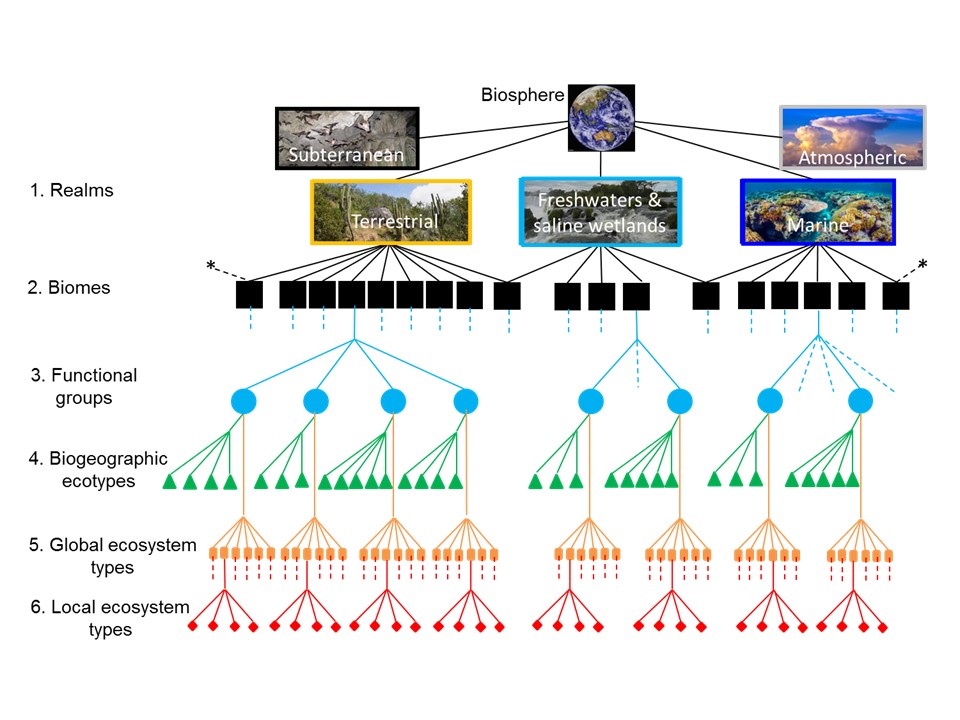 Biosphere
Subterranean
Atmospheric
1. Realms
Terrestrial
Freshwaters &
saline wetlands
Marine
*
*
2. Biomes
3. Functional
groups
4. Biogeographic
ecotypes
5. Global ecosystem
types
6. Local ecosystem
types